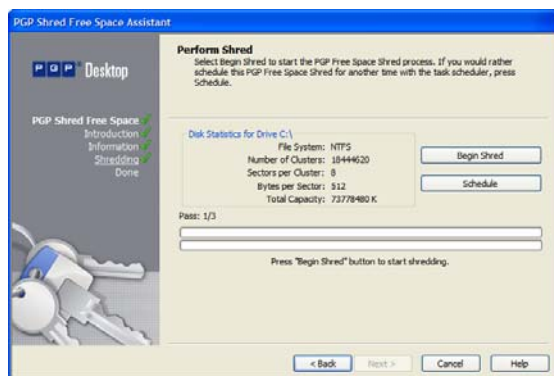 PGP Shred Free Space Assistant
PGP Desktop
PGP Shred Free Space
Introduction
Information
Shredding
Done
Perform Shred
Select Begin Shred to start the PGP Free Space Shred process. If you would rather
schedule this PGP Free Space Shred for another time with the task scheduler, press
Schedule.
Disk Statistics for Drive C:\
File System: NTFS
Number of Clusters: 18444620
Sectors per Cluster: 8
Bytes per Sector: 512
Total Capacity: 73778480 K
Begin Shred
Schedule
Pass: 1/3
Press "Begin Shred" button to start shredding.
< Back
Next >
Cancel
Help